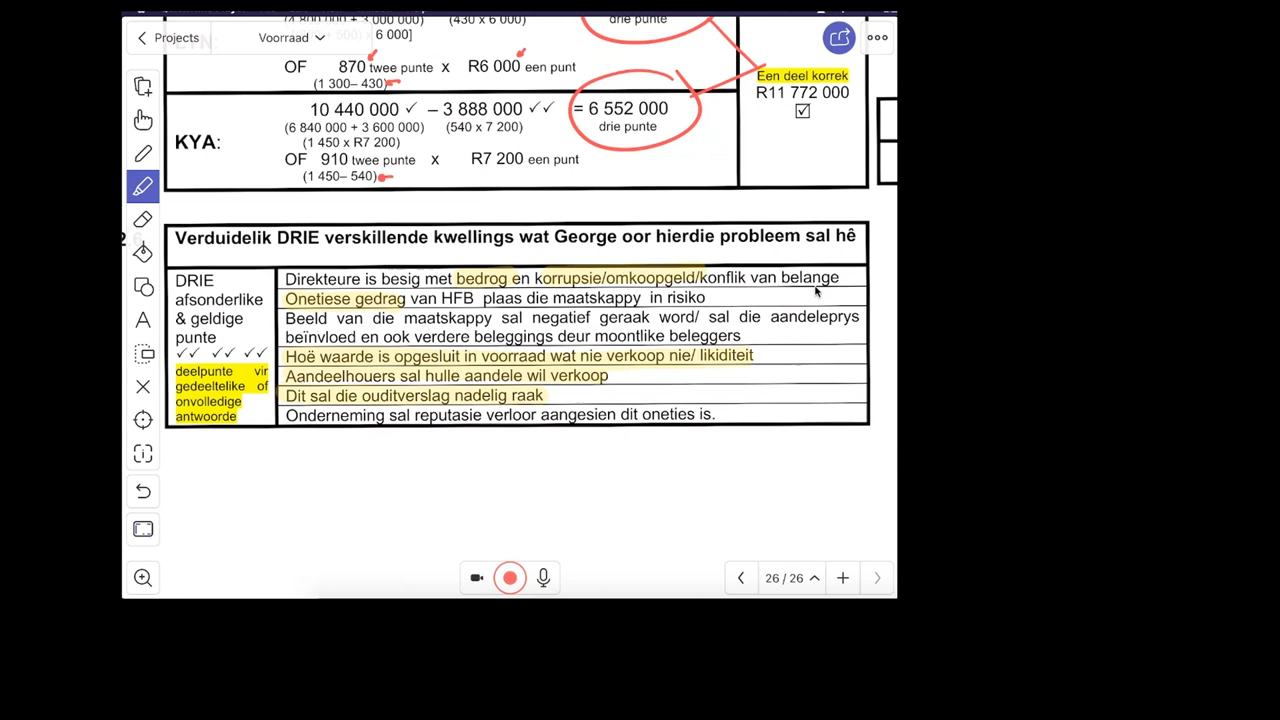 (4 800 000 + 3 000 000) (430 x 6 000) drie punte
Projects Voorraad
6 000]
OF 870 twee punte x R6 000 een punt
(1 300– 430)
Een deel korrek
R11 772 000
☑
10 440 000 ✓ – 3 888 000 ✓✓ = 6 552 000
(6 840 000 + 3 600 000) (540 x 7 200) drie punte
(1 450 x R7 200)
KYA:
OF 910 twee punte x R7 200 een punt
(1 450– 540)
Verduidelik DRIE verskillende kwellings wat George oor hierdie probleem sal hê
DRIE
afsonderlike
& geldige
punte
✓✓ ✓✓ ✓✓
deelpunte vir
gedeeltelike of
onvolledige
antwoorde
Direkteure is besig met bedrog en korrupsie/omkoopgeld/konflik van belange
Onetiese gedrag van HFB plaas die maatskappy in risiko
Beeld van die maatskappy sal negatief geraak word/ sal die aandeleprys
beïnvloed en ook verdere beleggings deur moontlike beleggers
Hoë waarde is opgesluit in voorraad wat nie verkoop nie/ likiditeit
Aandeelhouers sal hulle aandele wil verkoop
Dit sal die ouditverslag nadelig raak
Onderneming sal reputasie verloor aangesien dit oneties is.
26 / 26